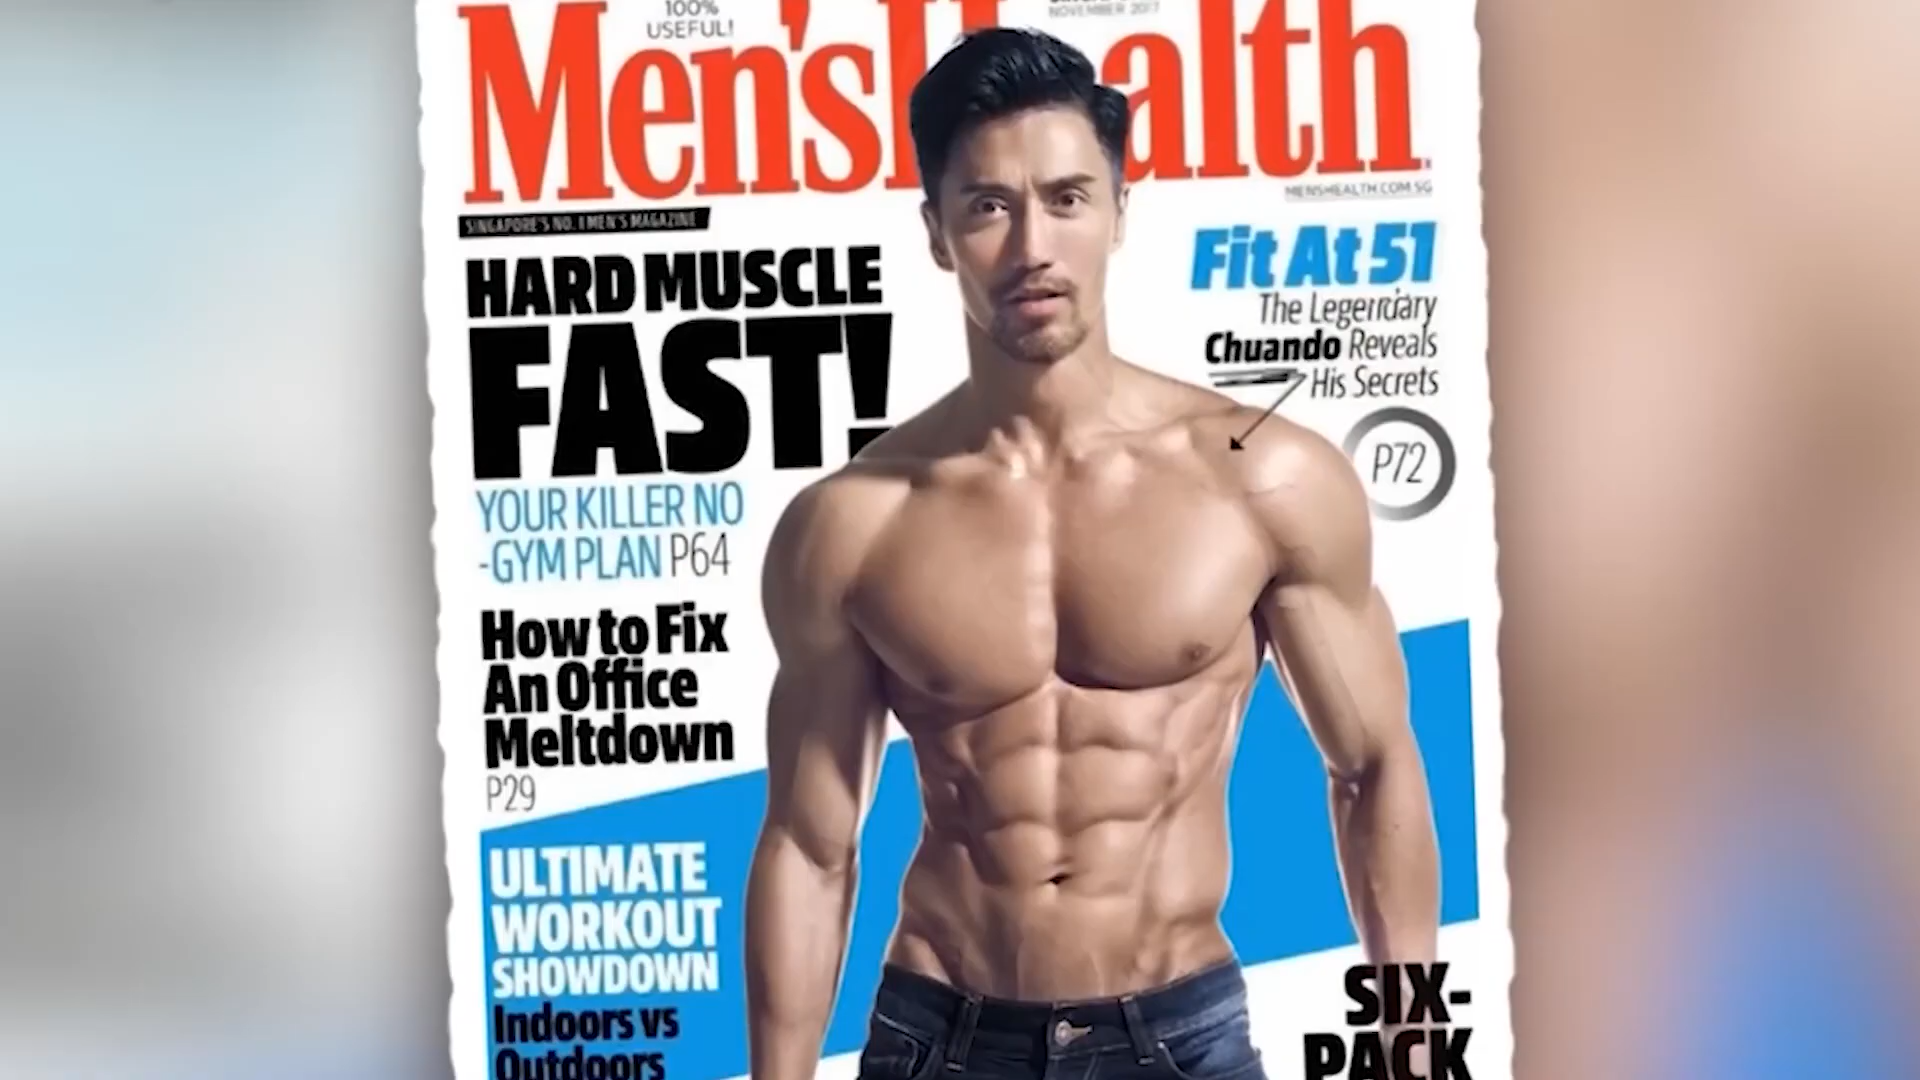 100%
USEFUL!
NOVEMBER 2017
Men's Health
MENSHEALTH.COM.SG
SINGAPORE'S NO. 1 MEN'S MAGAZINE
HARD MUSCLE
FAST!
YOUR KILLER NO
-GYM PLAN P64
How to Fix
An Office
Meltdown
P29
ULTIMATE
WORKOUT
SHOWDOWN
Indoors vs
Outdoors
Fit At 51
The Legendary
Chuando Reveals
His Secrets
P72
SIX-
PACK